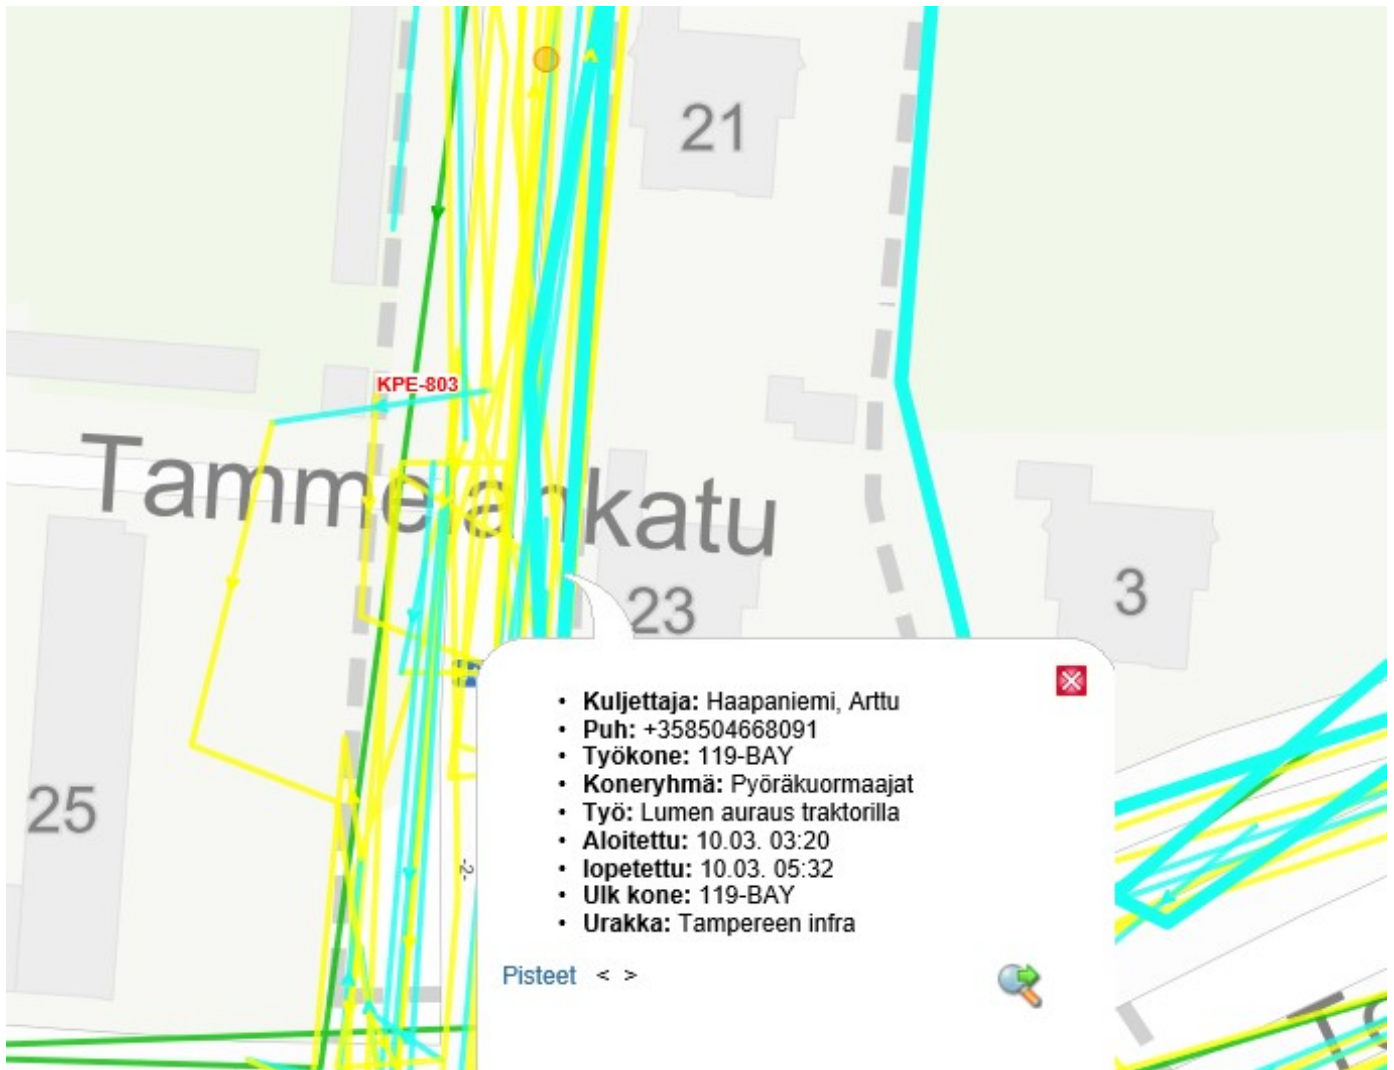 21
KPE-803
Tammelankatu
23
3
25
-2-
• Kuljettaja: Haapaniemi, Arttu
• Puh: +358504668091
• Työkone: 119-BAY
• Koneryhmä: Pyöräkuormaajat
• Työ: Lumen auraus traktorilla
• Aloitettu: 10.03. 03:20
• lopetettu: 10.03. 05:32
• Ulk kone: 119-BAY
• Urakka: Tampereen infra
Pisteet < >